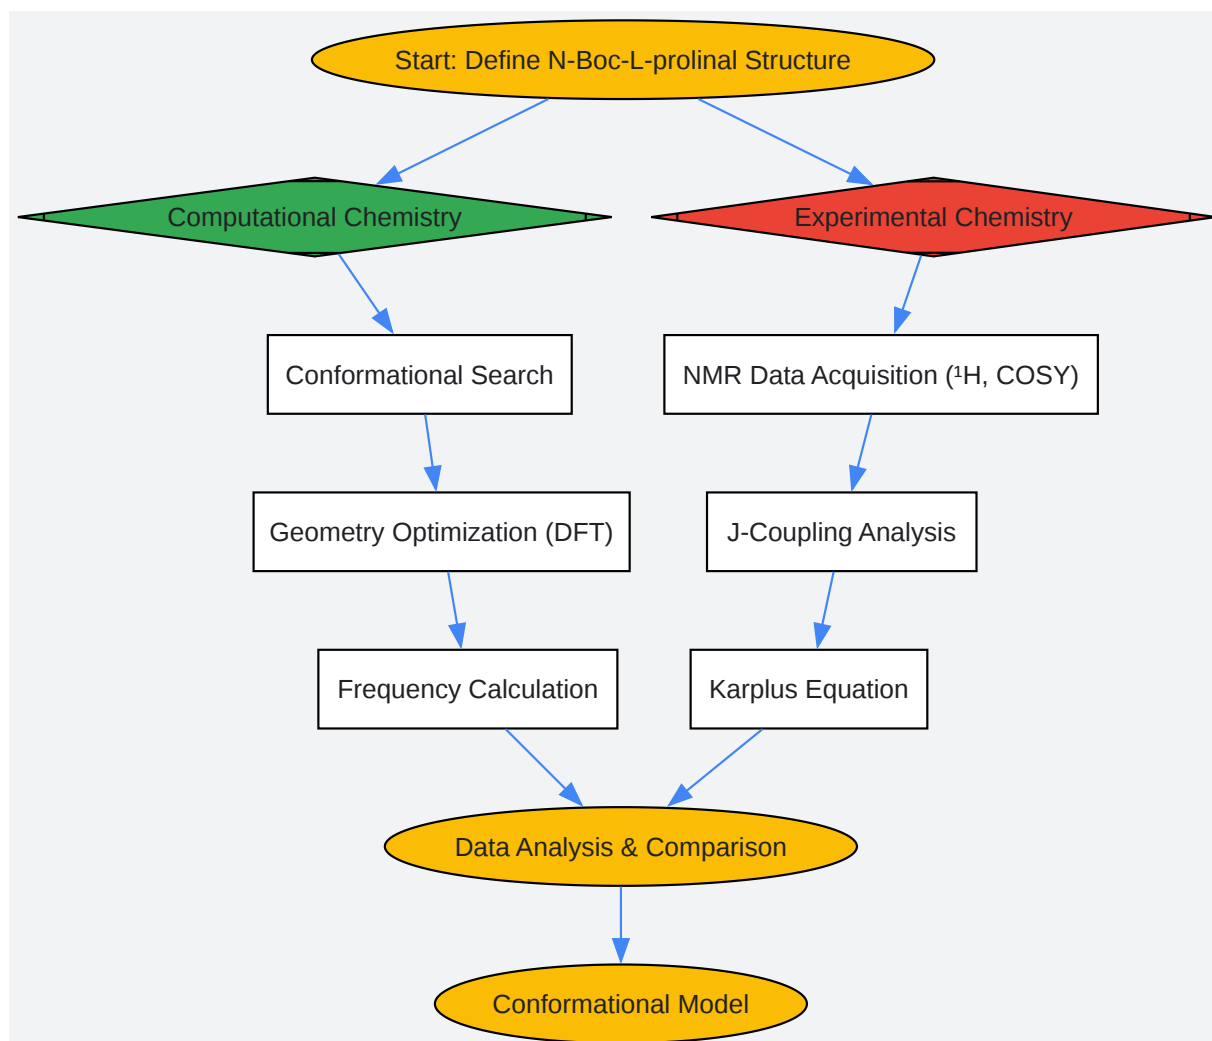 Start: Define N-Boc-L-prolinal Structure
Computational Chemistry
Experimental Chemistry
Conformational Search
NMR Data Acquisition (¹H, COSY)
Geometry Optimization (DFT)
J-Coupling Analysis
Frequency Calculation
Karplus Equation
Data Analysis & Comparison
Conformational Model